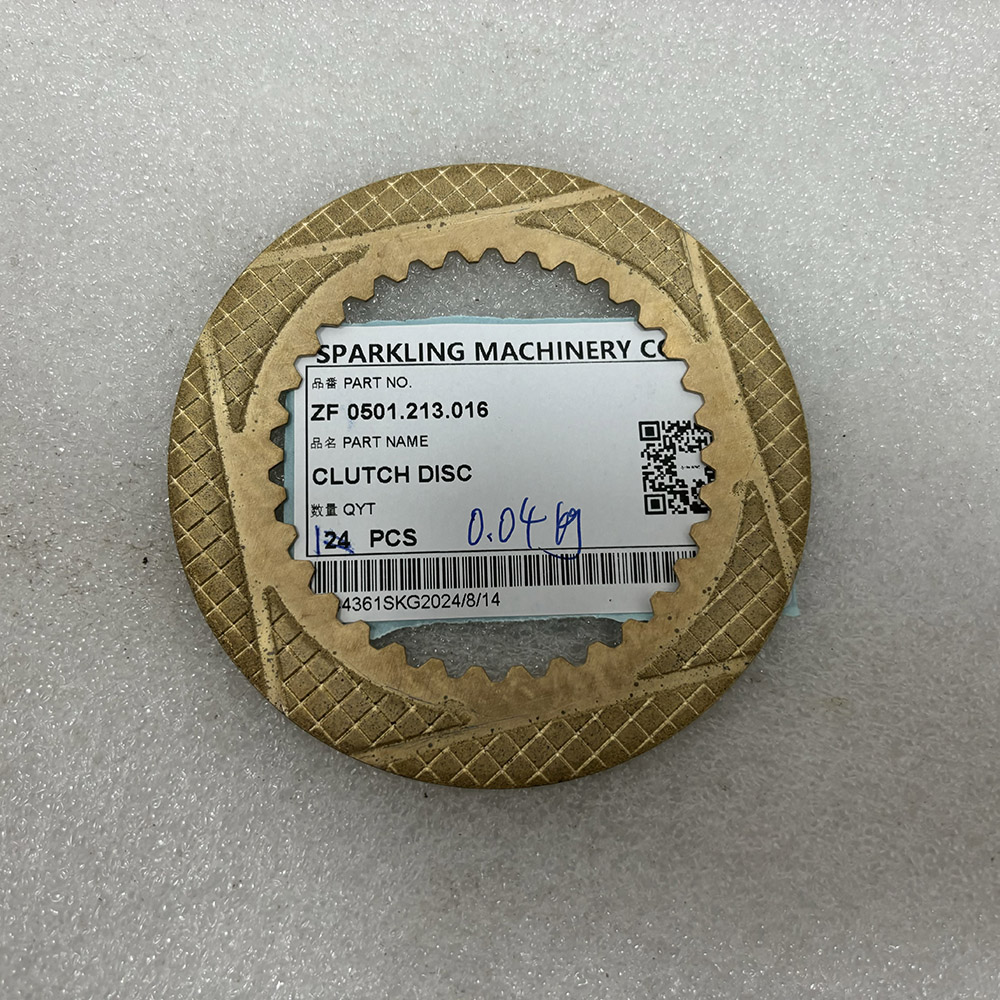 SPARKLING MACHINERY CO
品番 PART NO.
ZF 0501.213.016
品名 PART NAME
CLUTCH DISC
数量 QYT
24 PCS 0.04 kg
4361SKG2024/8/14